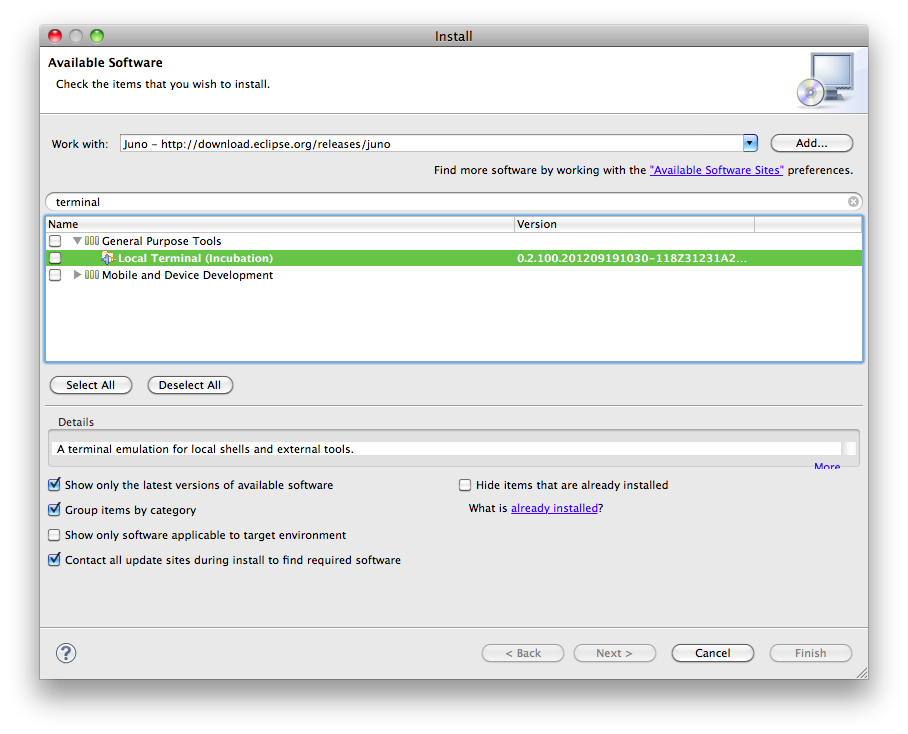 Install
Available Software
Check the items that you wish to install.
Work with: Juno - http://download.eclipse.org/releases/juno Add...
Find more software by working with the "Available Software Sites" preferences.
terminal
Name Version
General Purpose Tools
Local Terminal (Incubation) 0.2.100.201209191030-118Z31231A2...
Mobile and Device Development
Select All Deselect All
Details
A terminal emulation for local shells and external tools.
More
Show only the latest versions of available software Hide items that are already installed
Group items by category What is already installed?
Show only software applicable to target environment
Contact all update sites during install to find required software
? < Back Next > Cancel Finish